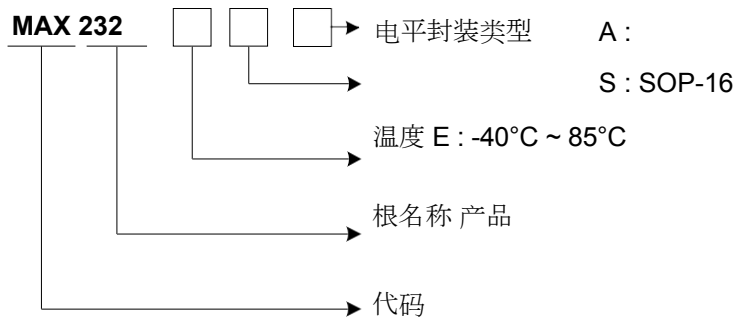 MAX 232
电平封装类型 A :
S : SOP-16
温度 E : -40°C ~ 85°C
根名称 产品
代码